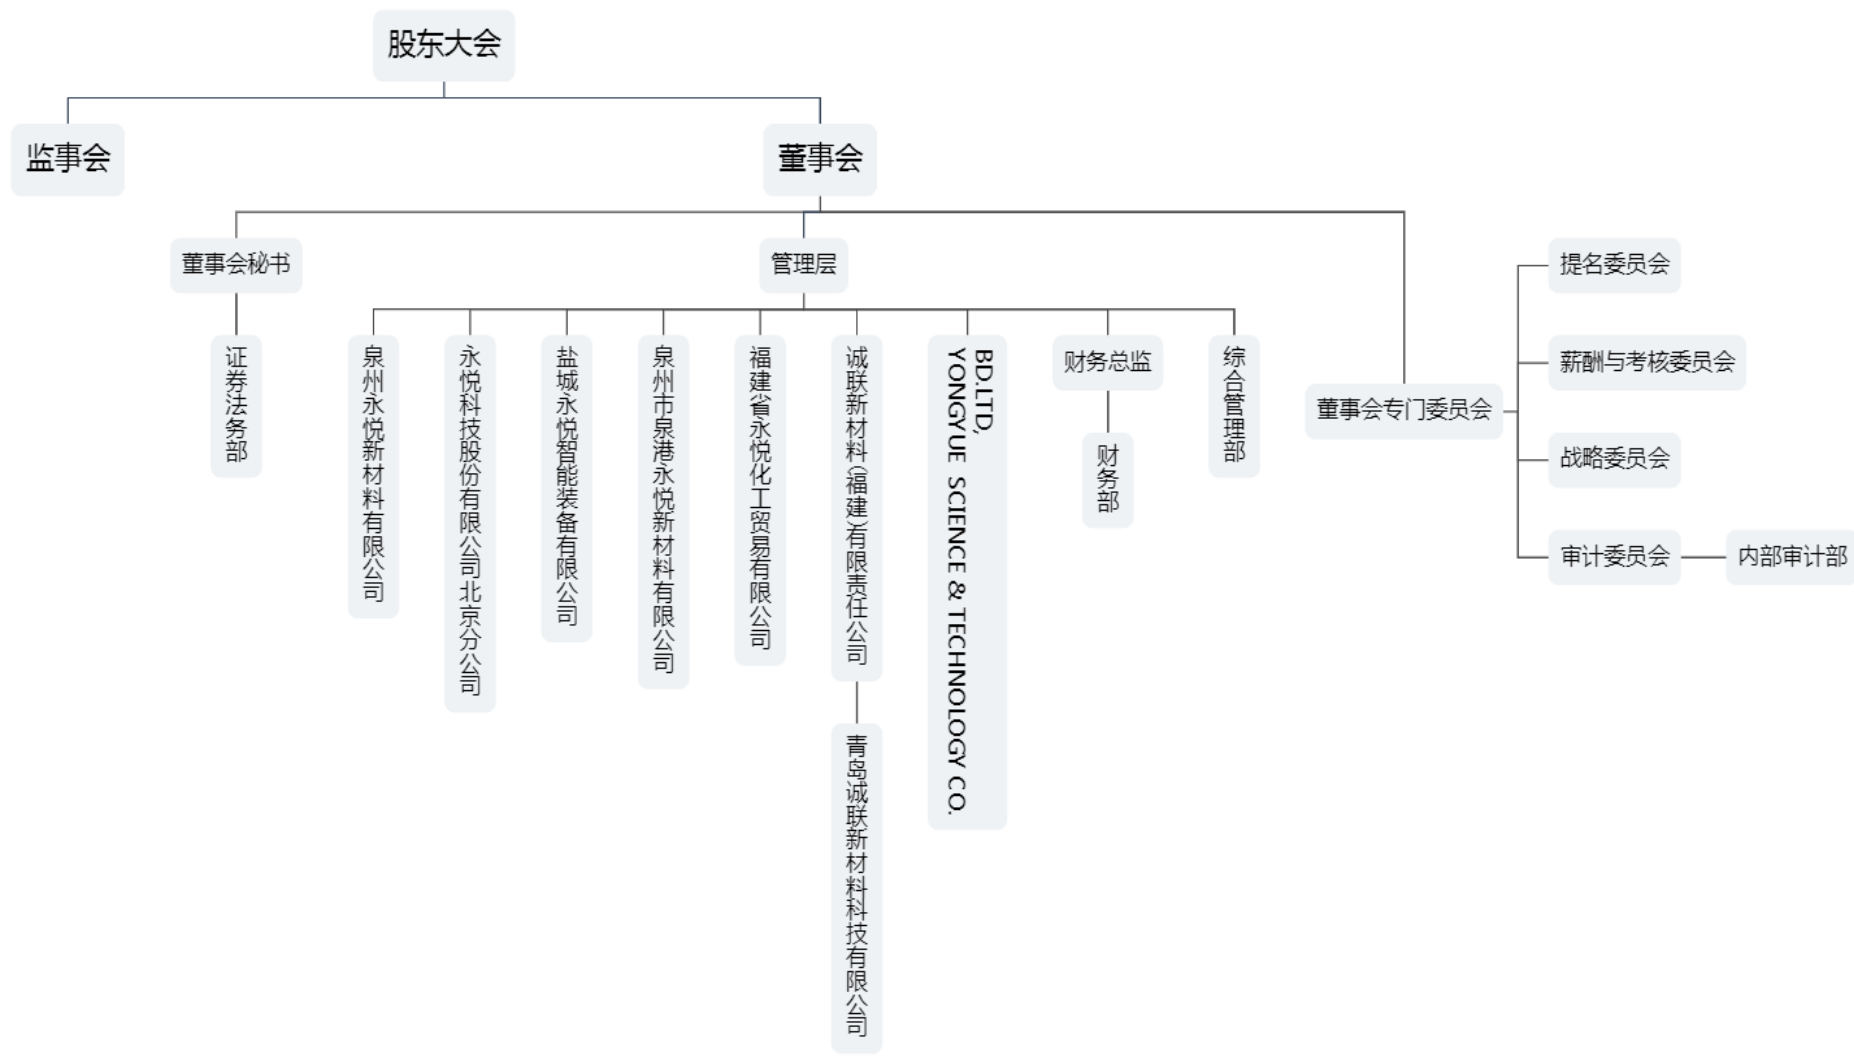 股东大会
监事会
董事会
董事会秘书
管理层
证券法务部
泉州永悦新材料有限公司
永悦科技股份有限公司北京分公司
盐城永悦智能装备有限公司
泉州市泉港永悦新材料有限公司
福建省永悦化工贸易有限公司
诚联新材料(福建)有限责任公司
青岛诚联新材料科技有限公司
BD.LTD,
YONGYUE SCIENCE & TECHNOLOGY CO.
财务总监
财务部
综合管理部
董事会专门委员会
提名委员会
薪酬与考核委员会
战略委员会
审计委员会
内部审计部